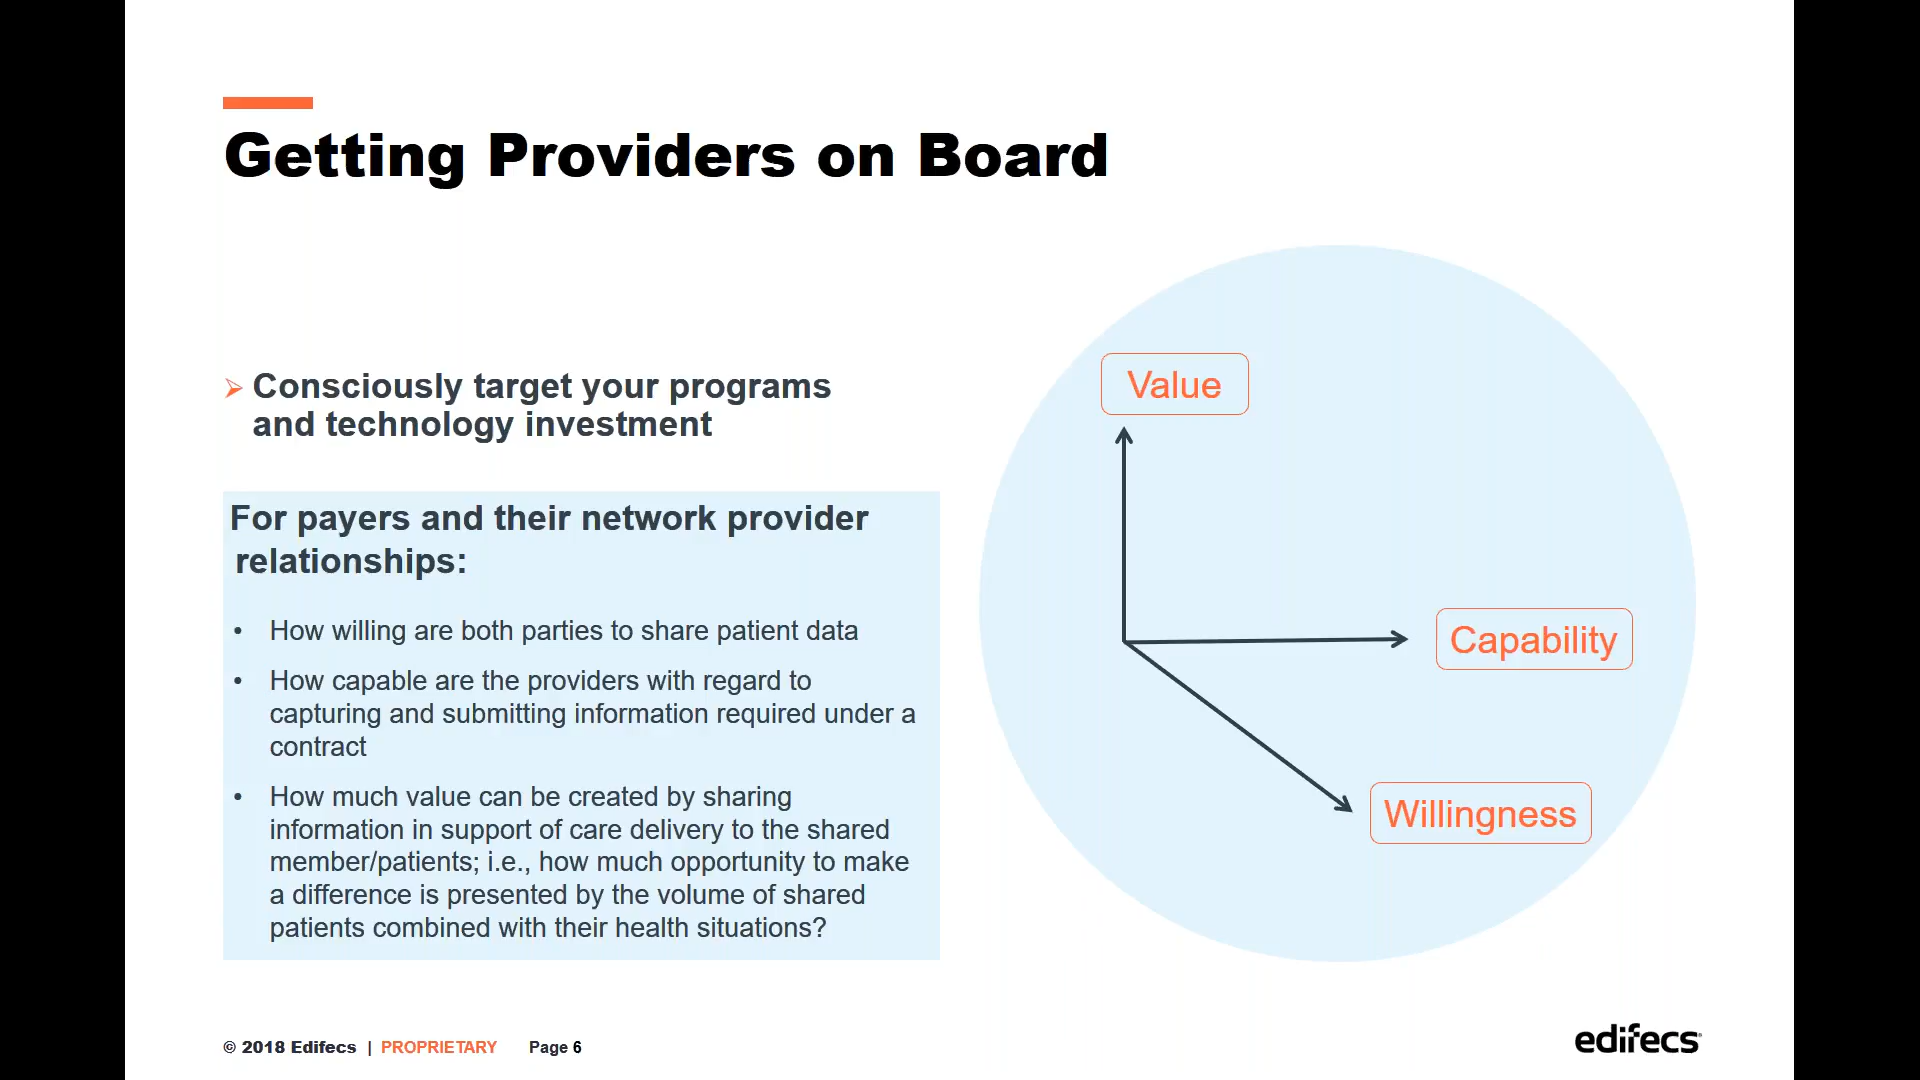 Getting Providers on Board
➢ Consciously target your programs
and technology investment
For payers and their network provider
relationships:
• How willing are both parties to share patient data
• How capable are the providers with regard to
capturing and submitting information required under a
contract
• How much value can be created by sharing
information in support of care delivery to the shared
member/patients; i.e., how much opportunity to make
a difference is presented by the volume of shared
patients combined with their health situations?
Value
Capability
Willingness
© 2018 Edifecs | PROPRIETARY Page 6
edifecs